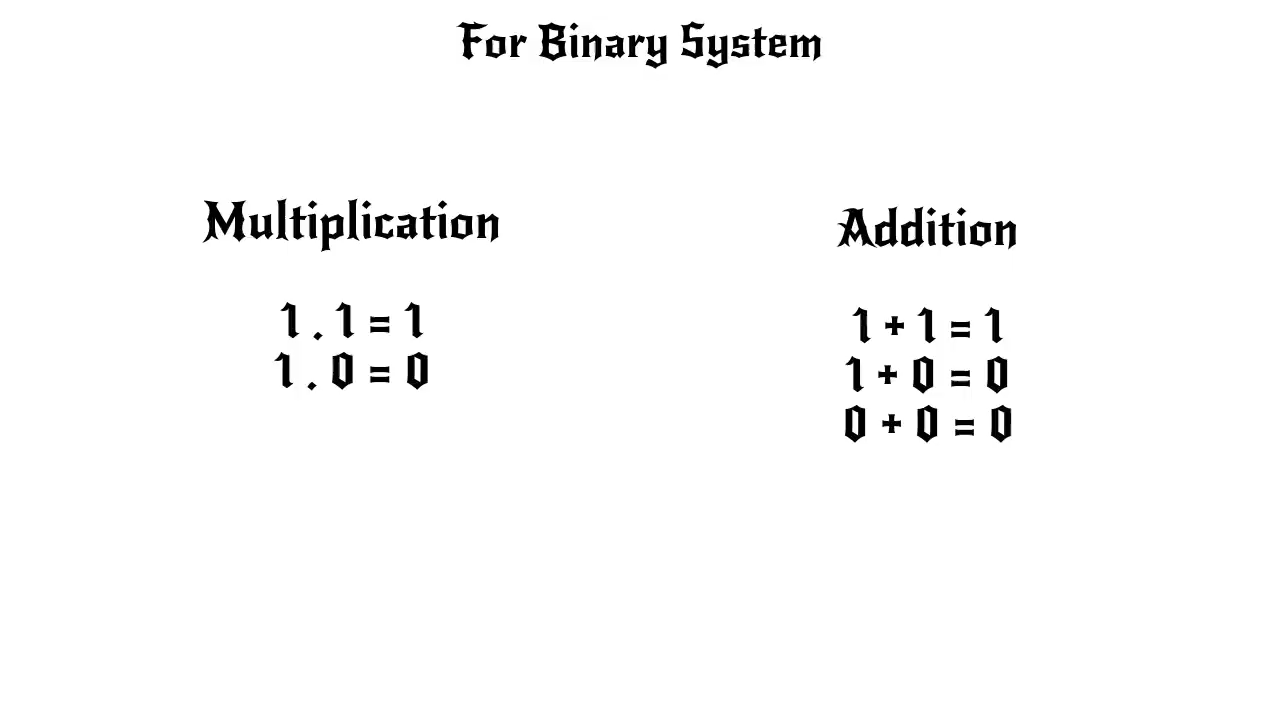 For Binary System
Multiplication
1 . 1 = 1
1 . 0 = 0
Addition
1 + 1 = 1
1 + 0 = 0
0 + 0 = 0